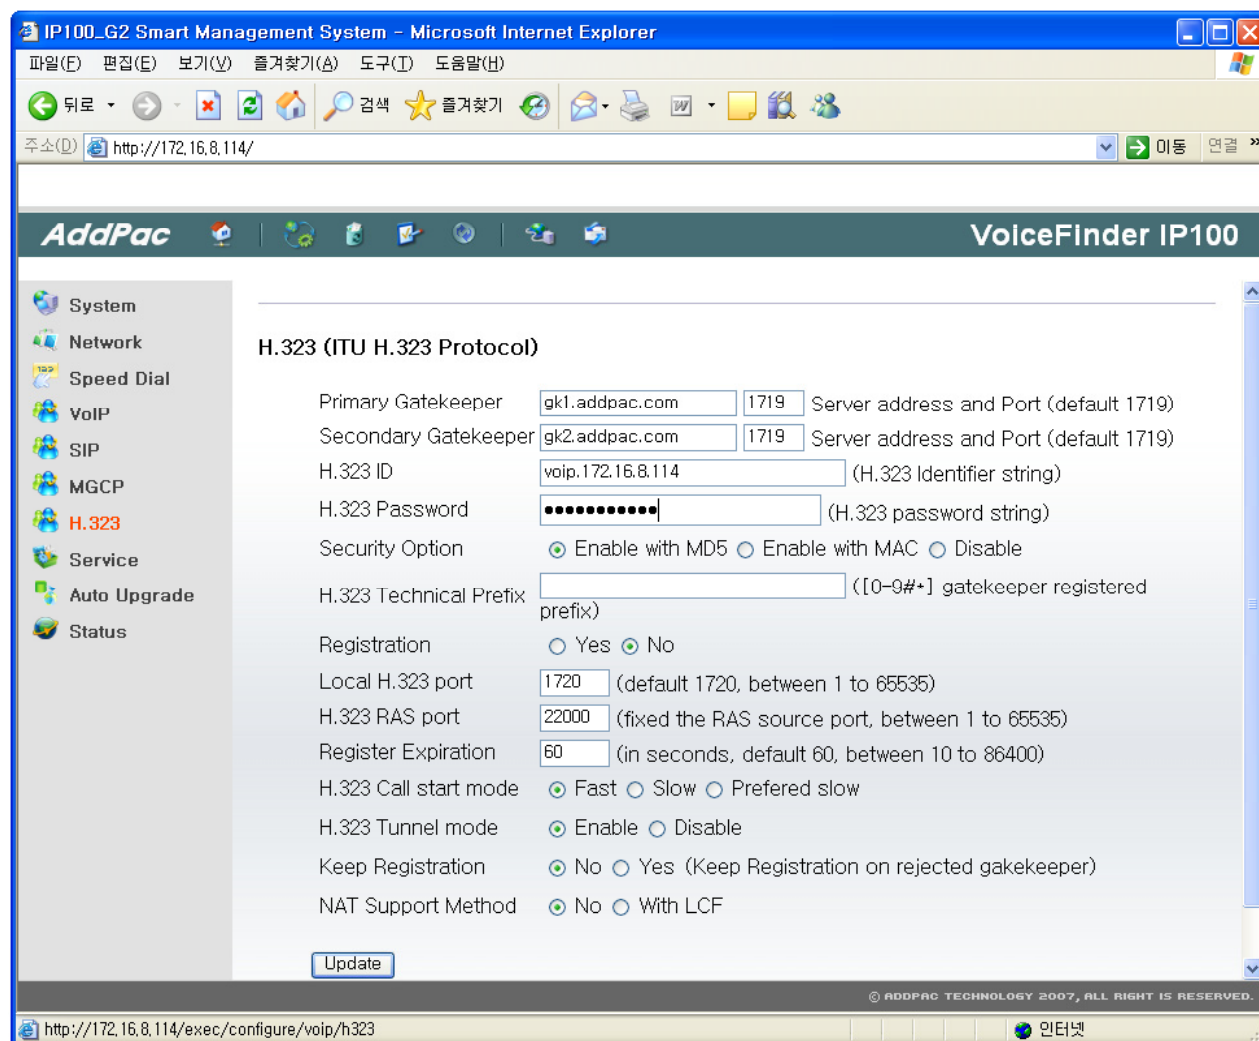 IP100_G2 Smart Management System - Microsoft Internet Explorer
파일(F) 편집(E) 보기(V) 즐겨찾기(A) 도구(T) 도움말(H)
뒤로 검색 즐겨찾기
주소(D) http://172.16.8.114/ 이동 연결 »
AddPac VoiceFinder IP100
System
Network
Speed Dial
VoIP
SIP
MGCP
H.323
Service
Auto Upgrade
Status
H.323 (ITU H.323 Protocol)
Primary Gatekeeper gk1.addpac.com 1719 Server address and Port (default 1719)
Secondary Gatekeeper gk2.addpac.com 1719 Server address and Port (default 1719)
H.323 ID voip.172.16.8.114 (H.323 Identifier string)
H.323 Password ●●●●●●●●●●● (H.323 password string)
Security Option Enable with MD5 Enable with MAC Disable
H.323 Technical Prefix ([0-9#*] gatekeeper registered
prefix)
Registration Yes No
Local H.323 port 1720 (default 1720, between 1 to 65535)
H.323 RAS port 22000 (fixed the RAS source port, between 1 to 65535)
Register Expiration 60 (in seconds, default 60, between 10 to 86400)
H.323 Call start mode Fast Slow Prefered slow
H.323 Tunnel mode Enable Disable
Keep Registration No Yes (Keep Registration on rejected gakekeeper)
NAT Support Method No With LCF
Update
© ADDPAC TECHNOLOGY 2007, ALL RIGHT IS RESERVED.
http://172.16.8.114/exec/configure/voip/h323 인터넷